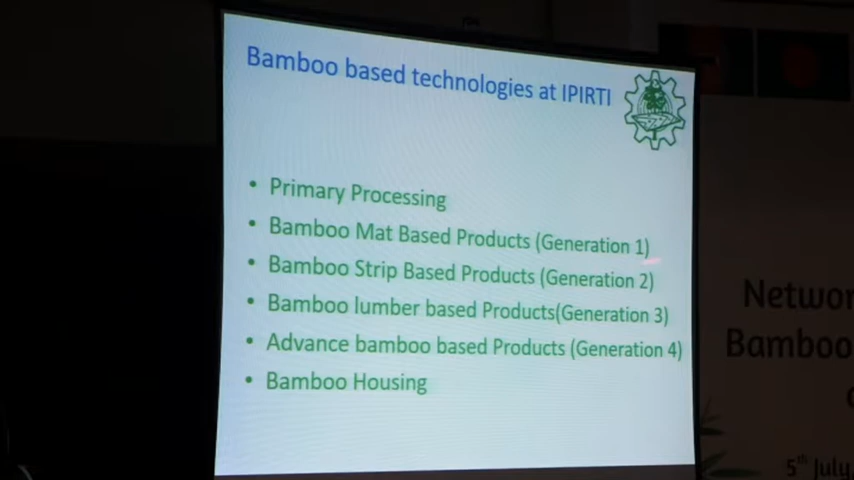 Bamboo based technologies at IPIRTI
• Primary Processing
• Bamboo Mat Based Products (Generation 1)
• Bamboo Strip Based Products (Generation 2)
• Bamboo lumber based Products(Generation 3)
• Advance bamboo based Products (Generation 4)
• Bamboo Housing
Networ
Bamboo
5th July,